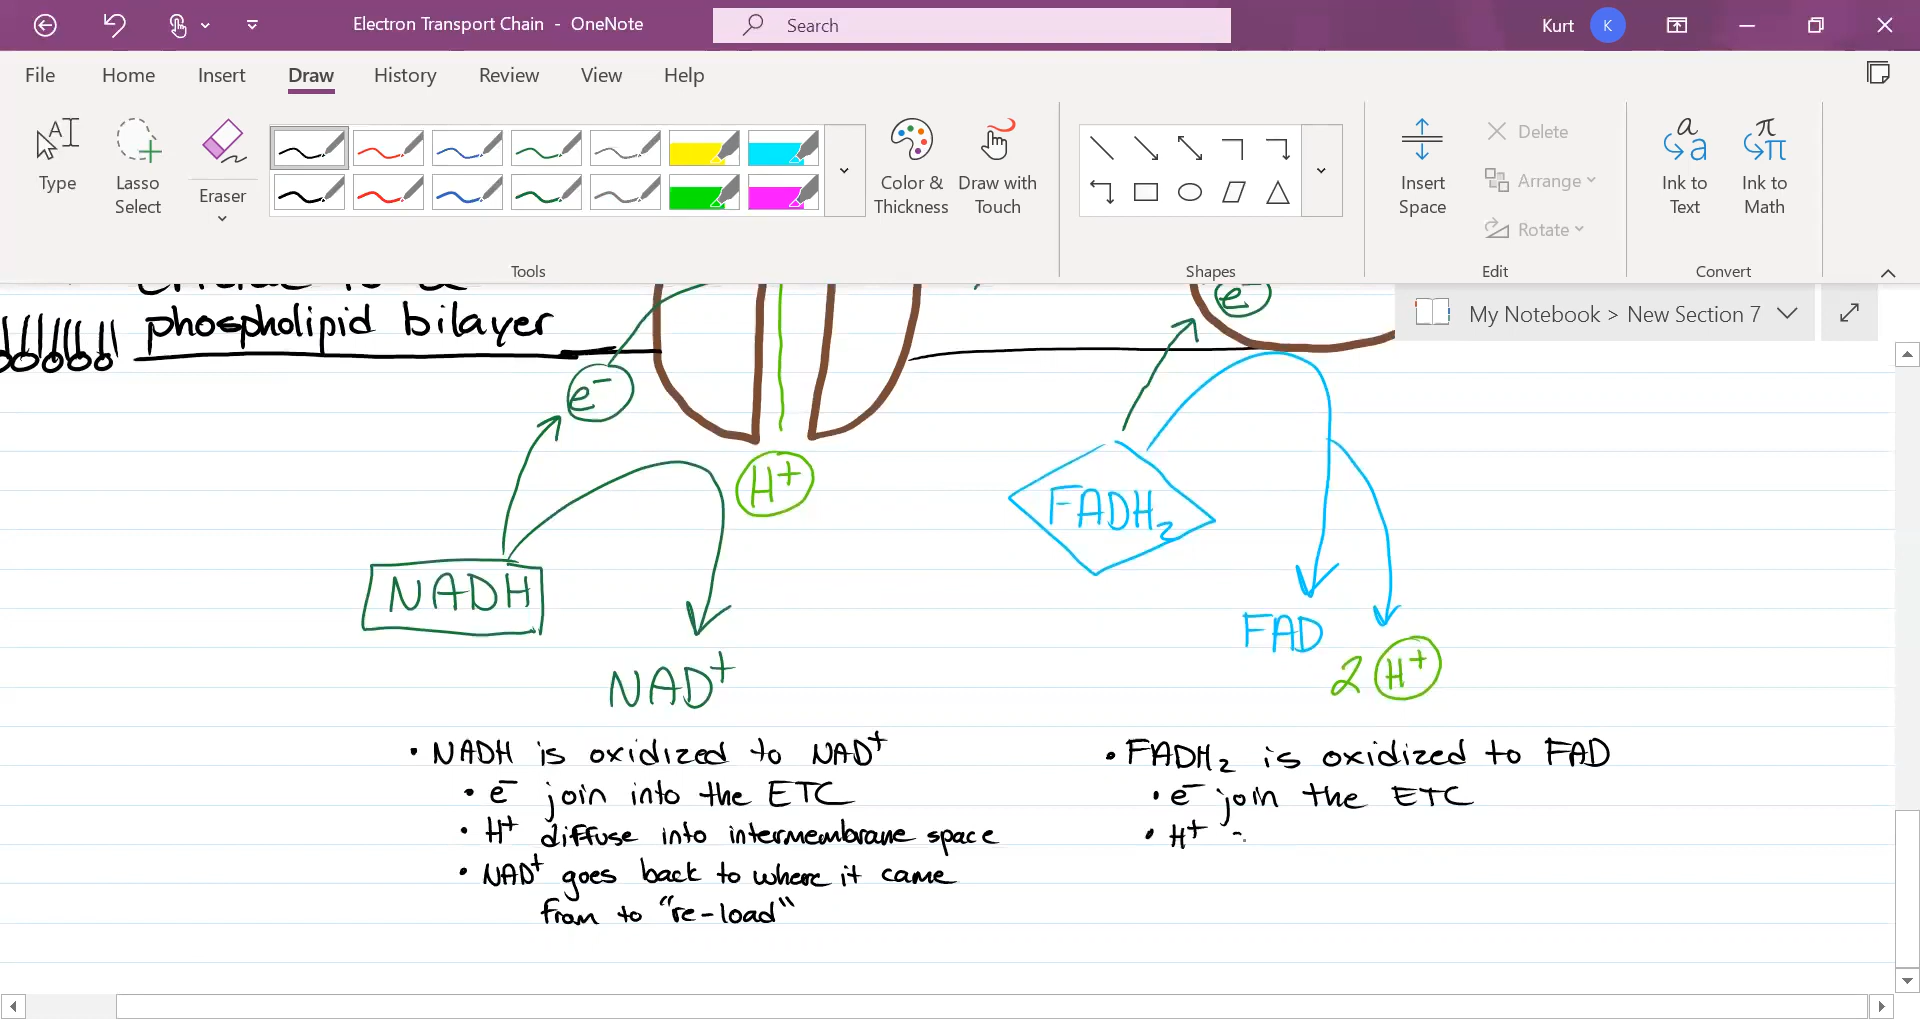 Electron Transport Chain - OneNote
Search
Kurt
K
File
Home
Insert
Draw
History
Review
View
Help
Type
Lasso
Select
Eraser
Color &
Thickness
Draw with
Touch
Tools
Shapes
Insert
Space
Delete
Arrange
Rotate
Edit
a
a
Ink to
Text
π
π
Ink to
Math
Convert
My Notebook > New Section 7
phospholipid bilayer
e⁻
e⁻
H⁺
FADH₂
NADH
FAD
2 H⁺
NAD⁺
• NADH is oxidized to NAD⁺
• e⁻ join into the ETC
• H⁺ diffuse into intermembrane space
• NAD⁺ goes back to where it came
from to "re-load"
• FADH₂ is oxidized to FAD
• e⁻ join the ETC
• H⁺